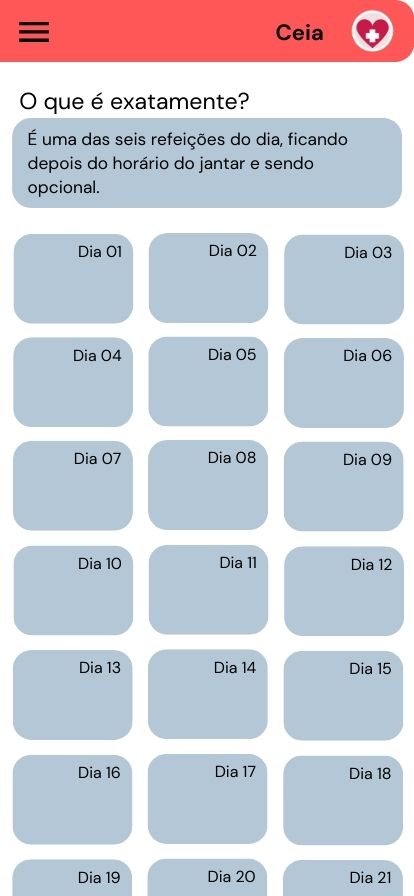 Ceia
O que é exatamente?
É uma das seis refeições do dia, ficando
depois do horário do jantar e sendo
opcional.
Dia 01
Dia 02
Dia 03
Dia 04
Dia 05
Dia 06
Dia 07
Dia 08
Dia 09
Dia 10
Dia 11
Dia 12
Dia 13
Dia 14
Dia 15
Dia 16
Dia 17
Dia 18
Dia 19
Dia 20
Dia 21